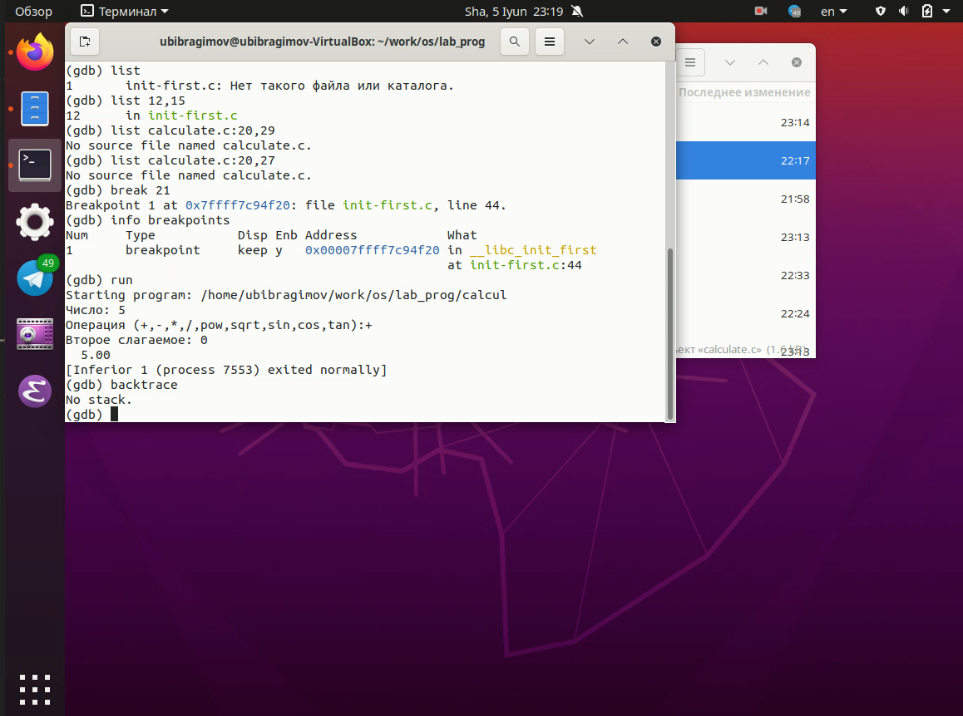 Обзор
Терминал
Sha, 5 Iyun 23:19
en
ubibragimov@ubibragimov-VirtualBox: ~/work/os/lab_prog
(gdb) list
1 init-first.c: Нет такого файла или каталога.
(gdb) list 12,15
12 in init-first.c
(gdb) list calculate.c:20,29
No source file named calculate.c.
(gdb) list calculate.c:20,27
No source file named calculate.c.
(gdb) break 21
Breakpoint 1 at 0x7ffff7c94f20: file init-first.c, line 44.
(gdb) info breakpoints
Num Type Disp Enb Address What
1 breakpoint keep y 0x00007ffff7c94f20 in __libc_init_first
at init-first.c:44
(gdb) run
Starting program: /home/ubibragimov/work/os/lab_prog/calcul
Число: 5
Операция (+,-,*,/,pow,sqrt,sin,cos,tan):+
Второе слагаемое: 0
5.00
[Inferior 1 (process 7553) exited normally]
(gdb) backtrace
No stack.
(gdb)
Последнее изменение
23:14
22:17
21:58
23:13
22:33
22:24
23:13
«calculate.c»
49